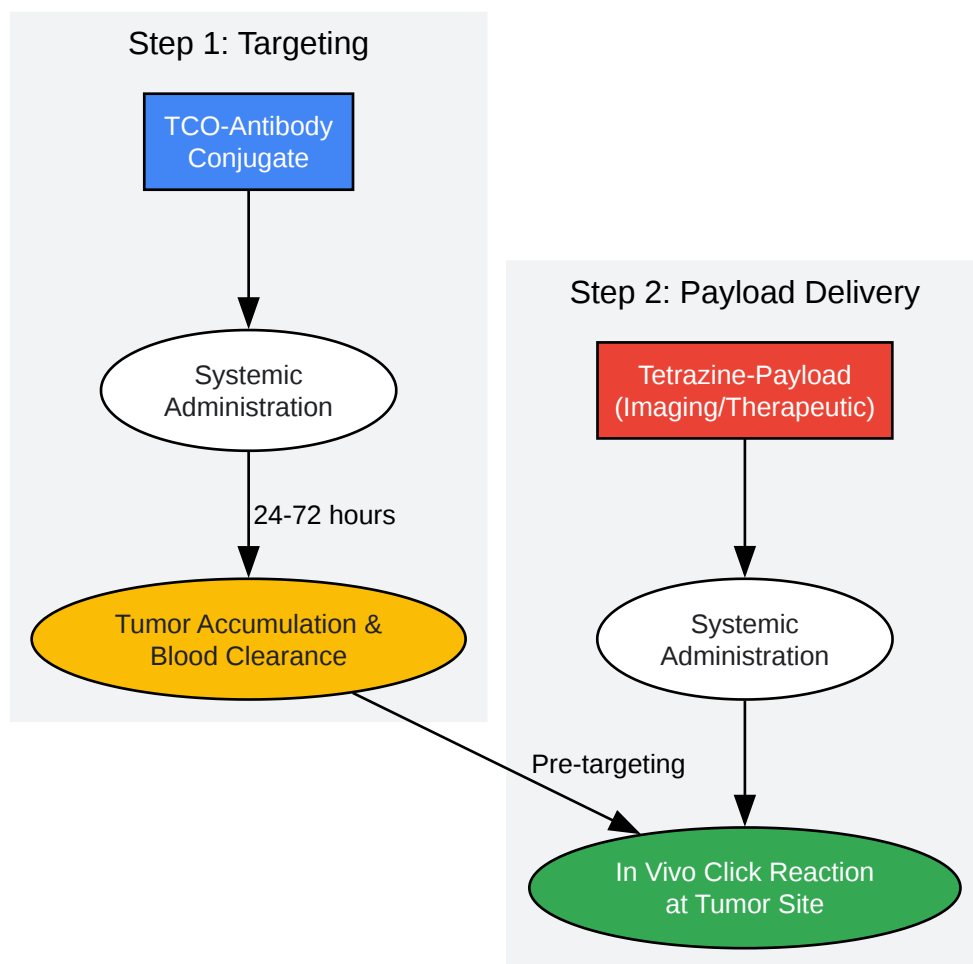 Step 1: Targeting
TCO-Antibody
Conjugate
Systemic
Administration
24-72 hours
Tumor Accumulation &
Blood Clearance
Step 2: Payload Delivery
Tetrazine-Payload
(Imaging/Therapeutic)
Systemic
Administration
Pre-targeting
In Vivo Click Reaction
at Tumor Site